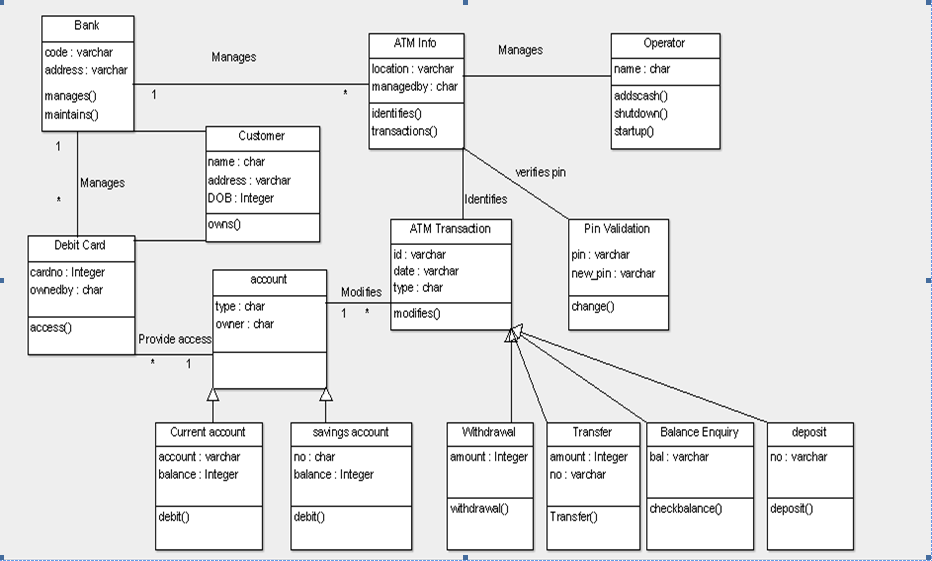 Bank
code : varchar
address : varchar
manages()
maintains()
Manages
1
*
ATM Info
location : varchar
managedby : char
identifies()
transactions()
Manages
Operator
name : char
addscash()
shutdown()
startup()
1
*
Manages
Customer
name : char
address : varchar
DOB : Integer
owns()
verifies pin
Identifies
Debit Card
cardno : Integer
ownedby : char
access()
account
type : char
owner : char
Modifies
1
*
ATM Transaction
id : varchar
date : varchar
type : char
modifies()
Pin Validation
pin : varchar
new_pin : varchar
change()
Provide access
*
1
Current account
account : varchar
balance : Integer
debit()
savings account
no : char
balance : Integer
debit()
Withdrawal
amount : Integer
withdrawal()
Transfer
amount : Integer
no : varchar
Transfer()
Balance Enquiry
bal : varchar
checkbalance()
deposit
no : varchar
deposit()